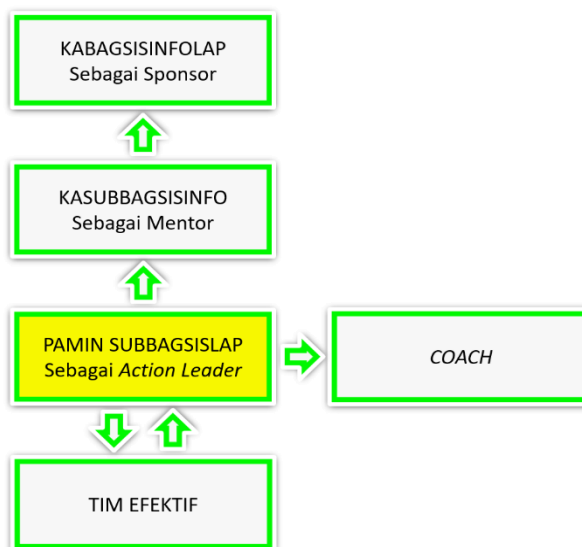 KABAGSISINFOLAP
Sebagai Sponsor
KASUBBAGSISINFO
Sebagai Mentor
PAMIN SUBBAGSISLAP
Sebagai Action Leader
COACH
TIM EFEKTIF